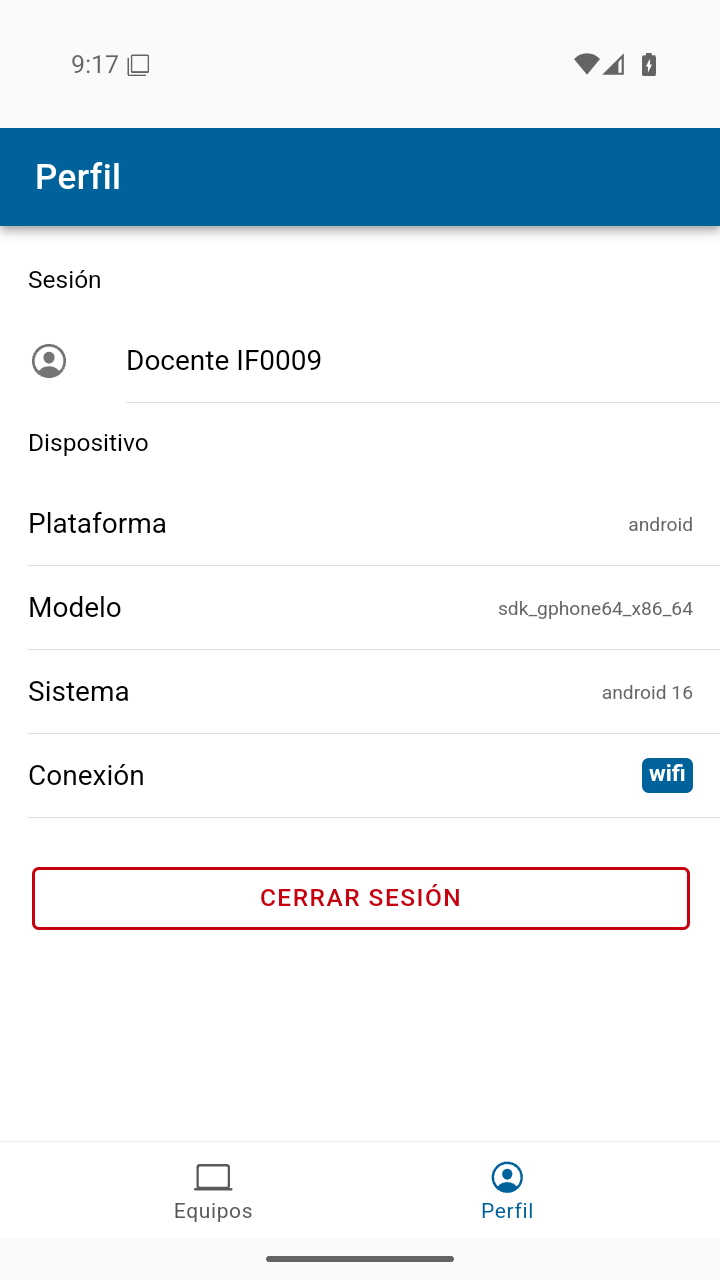 9:17
Perfil
Sesión
Docente IF0009
Dispositivo
Plataforma android
Modelo sdk_gphone64_x86_64
Sistema android 16
Conexión wifi
CERRAR SESIÓN
Equipos Perfil